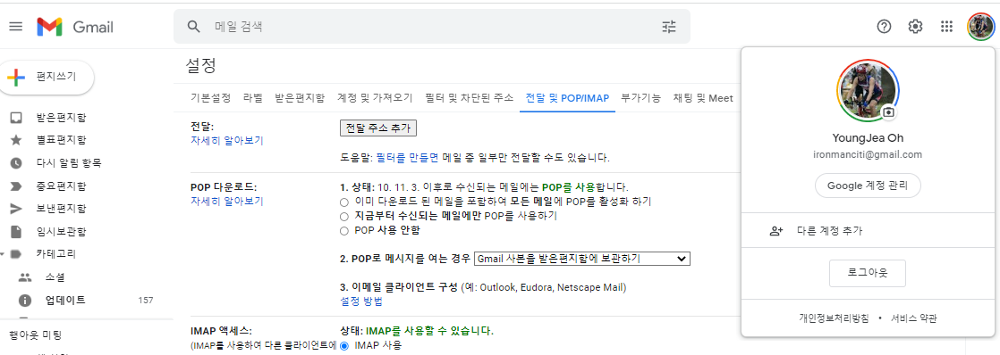 Gmail
메일 검색
편지쓰기
받은편지함
별표편지함
다시 알림 항목
중요편지함
보낸편지함
임시보관함
카테고리
소셜
업데이트 157
행아웃 미팅
설정
기본설정 라벨 받은편지함 계정 및 가져오기 필터 및 차단된 주소 전달 및 POP/IMAP 부가기능 채팅 및 Meet
전달:
자세히 알아보기
전달 주소 추가
도움말: 필터를 만들면 메일 중 일부만 전달할 수도 있습니다.
POP 다운로드:
자세히 알아보기
1. 상태: 10. 11. 3. 이후로 수신되는 메일에는 POP를 사용합니다.
이미 다운로드 된 메일을 포함하여 모든 메일에 POP를 활성화 하기
지금부터 수신되는 메일에만 POP를 사용하기
POP 사용 안함
2. POP로 메시지를 여는 경우 Gmail 사본을 받은편지함에 보관하기
3. 이메일 클라이언트 구성 (예: Outlook, Eudora, Netscape Mail)
설정 방법
IMAP 액세스:
(IMAP를 사용하여 다른 클라이언트에
상태: IMAP를 사용할 수 있습니다.
IMAP 사용
YoungJea Oh
ironmanciti@gmail.com
Google 계정 관리
다른 계정 추가
로그아웃
개인정보처리방침 • 서비스 약관